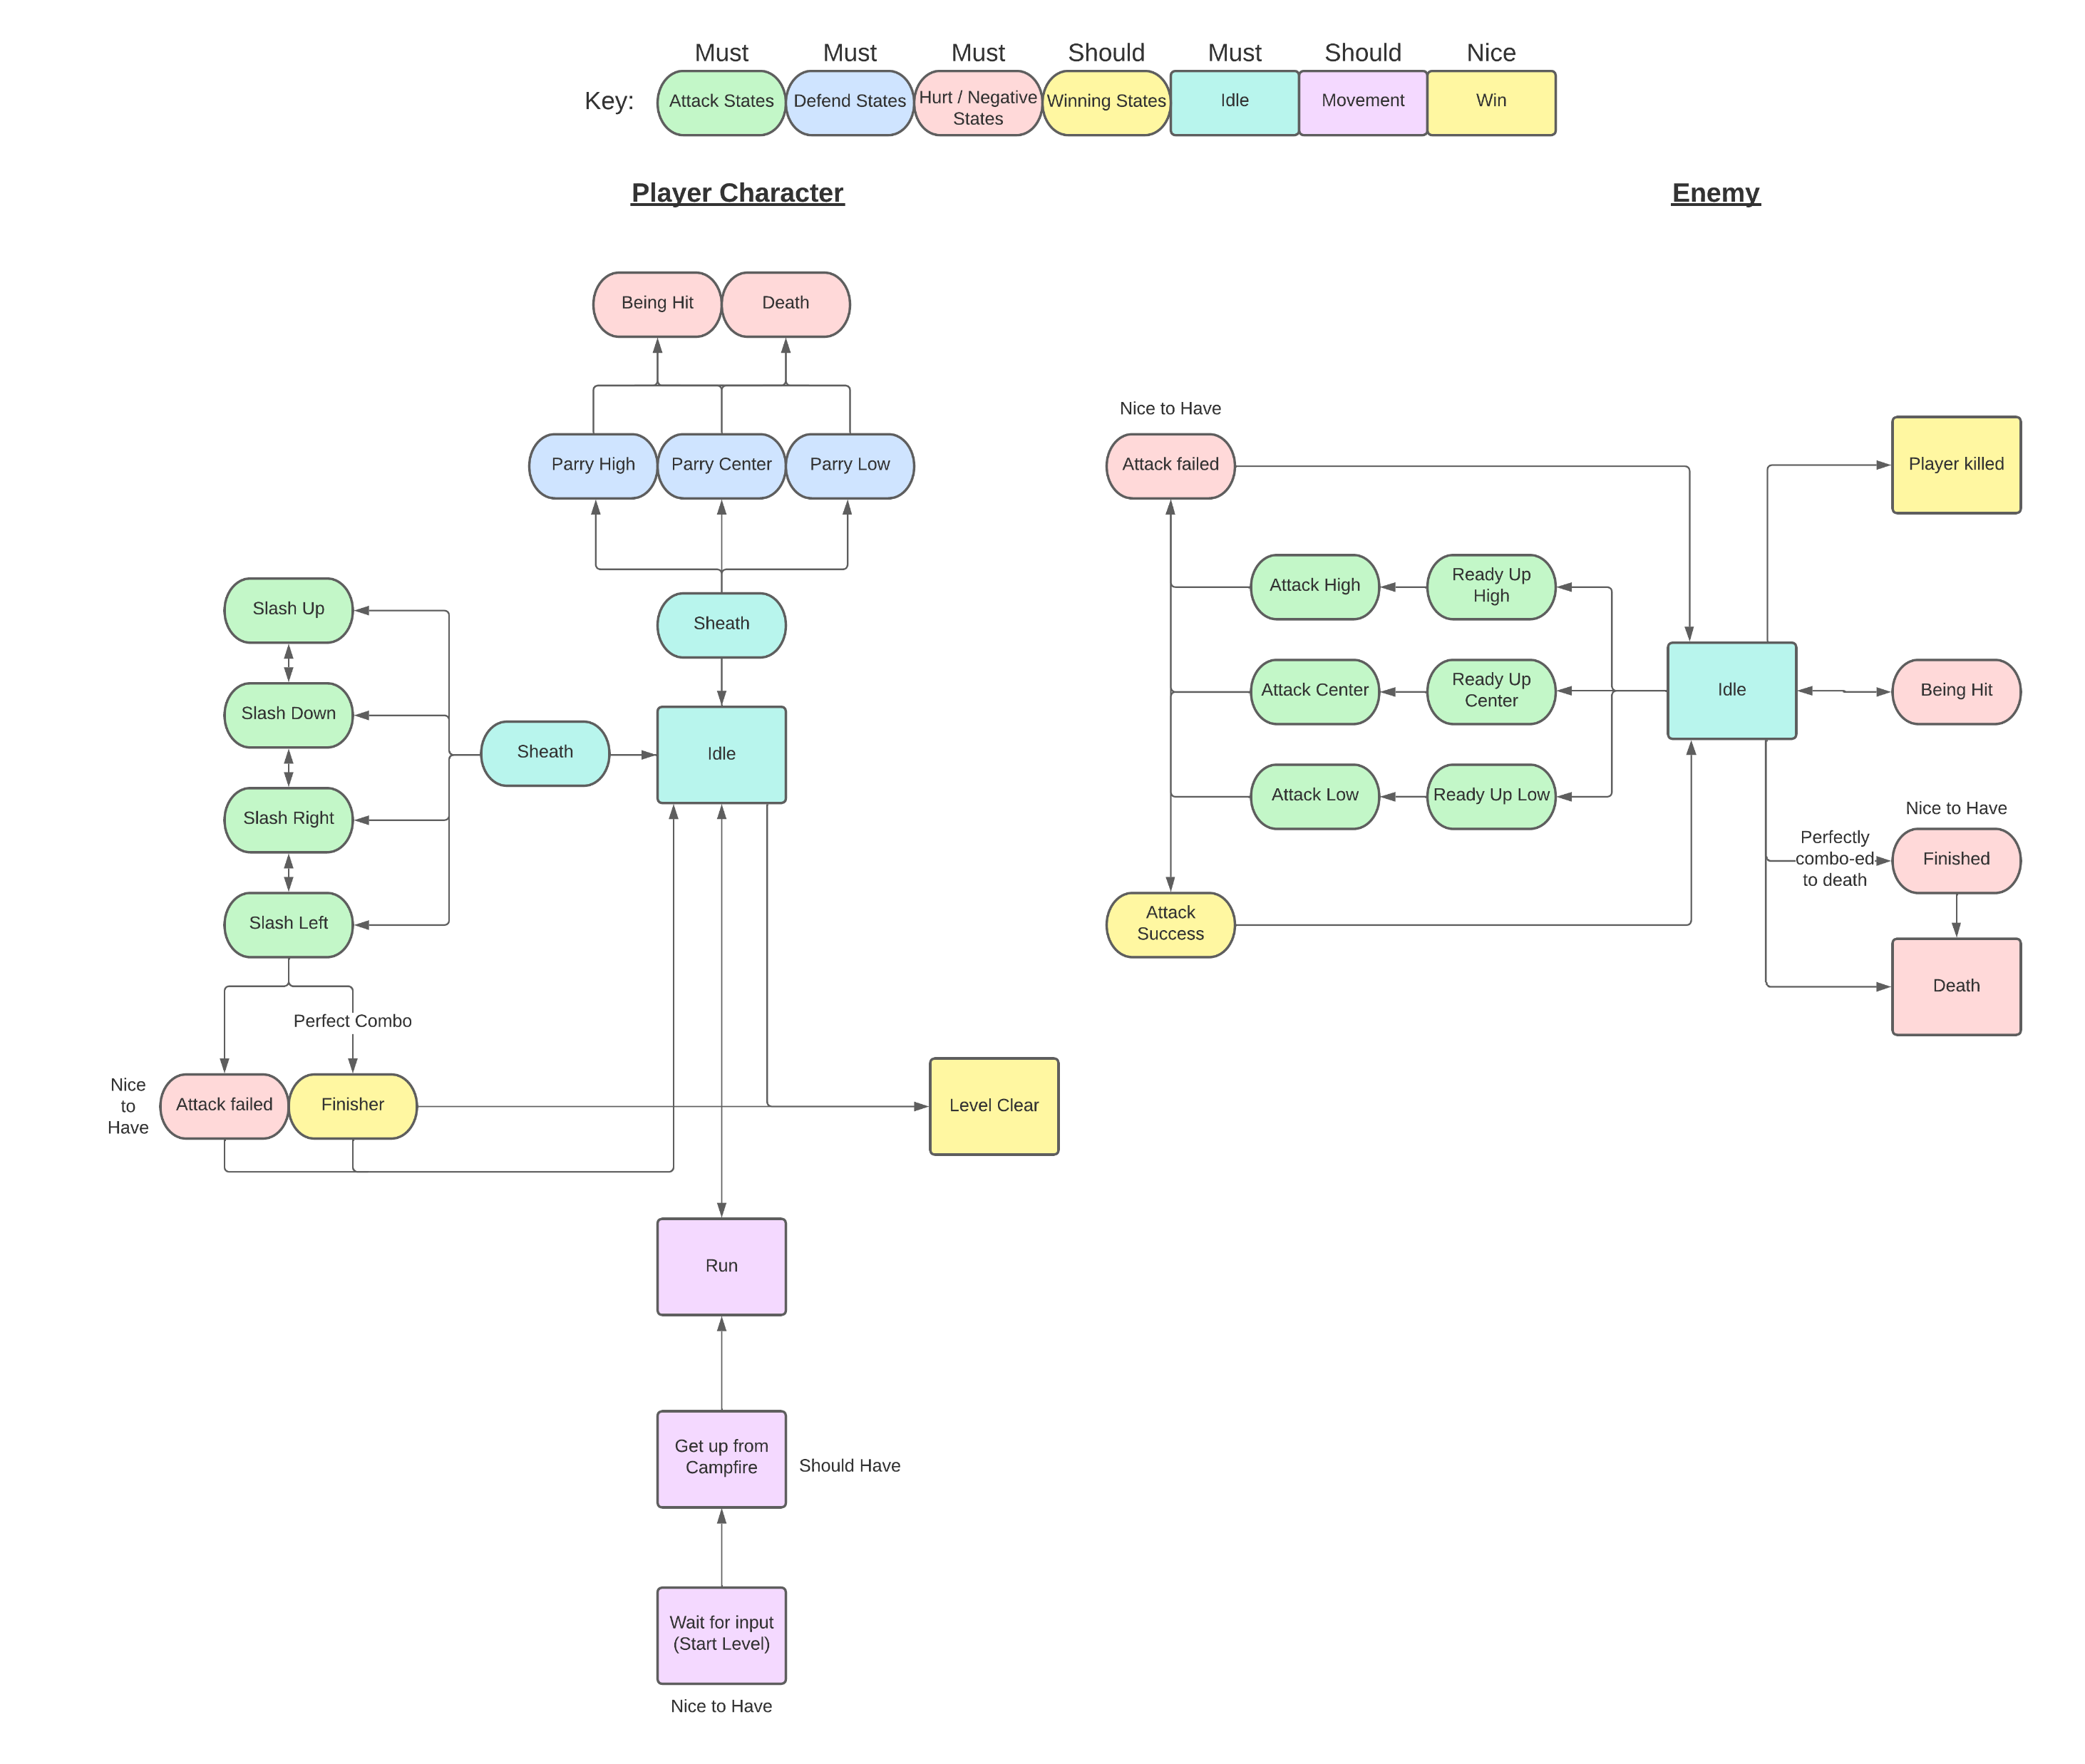 Must
Must
Must
Should
Must
Should
Nice
Key:
Attack States
Defend States
Hurt / Negative
States
Winning States
Idle
Movement
Win
Player Character
Being Hit
Death
Parry High
Parry Center
Parry Low
Sheath
Slash Up
Slash Down
Slash Right
Slash Left
Sheath
Idle
Perfect Combo
Nice
to
Have
Attack failed
Finisher
Level Clear
Run
Get up from
Campfire
Should Have
Wait for input
(Start Level)
Nice to Have
Enemy
Nice to Have
Attack failed
Player killed
Attack High
Ready Up
High
Attack Center
Ready Up
Center
Idle
Being Hit
Attack Low
Ready Up Low
Nice to Have
Perfectly
combo-ed
to death
Finished
Attack
Success
Death